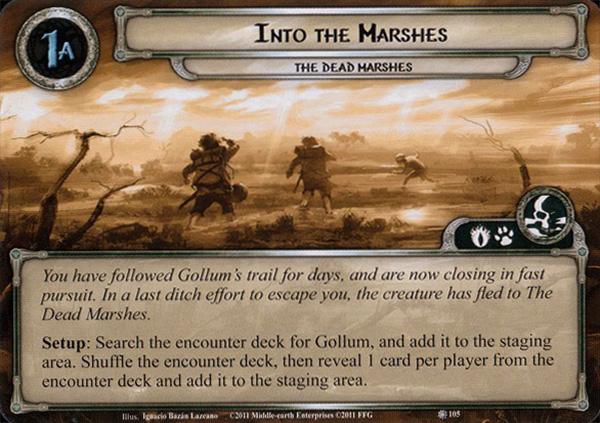 1A
INTO THE MARSHES
THE DEAD MARSHES
You have followed Gollum's trail for days, and are now closing in fast
pursuit. In a last ditch effort to escape you, the creature has fled to The
Dead Marshes.
Setup: Search the encounter deck for Gollum, and add it to the staging
area. Shuffle the encounter deck, then reveal 1 card per player from the
encounter deck and add it to the staging area.
Illus. Ignacio Bazán Lazcano ©2011 Middle-earth Enterprises ©2011 FFG 105